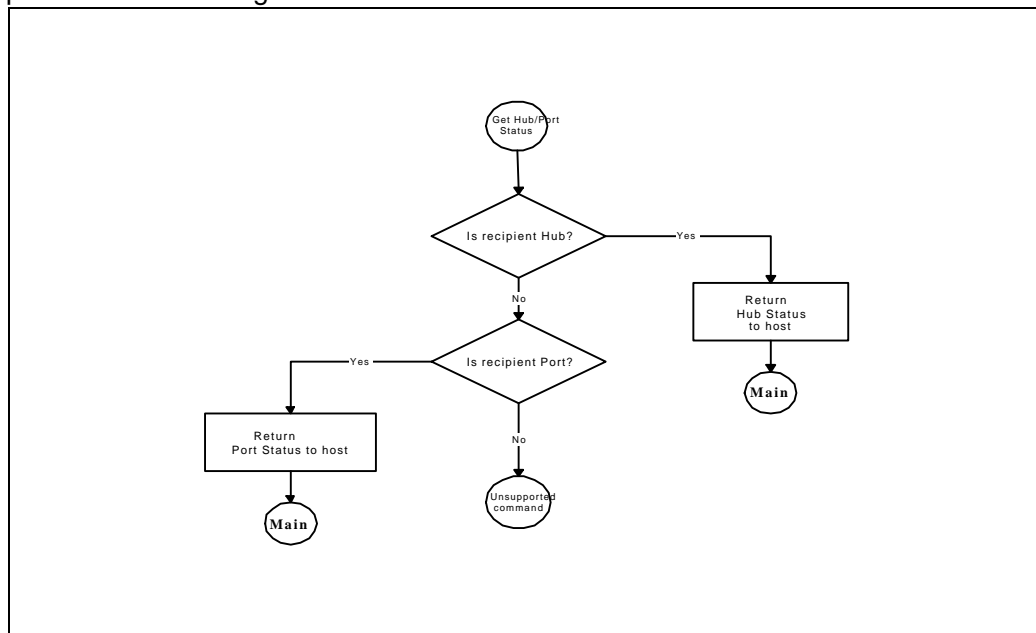 Get Hub/Port
Status
Is recipient Hub?
Yes
No
Return
Hub Status
to host
Main
Is recipient Port?
Yes
No
Return
Port Status to host
Main
Unsupported
command